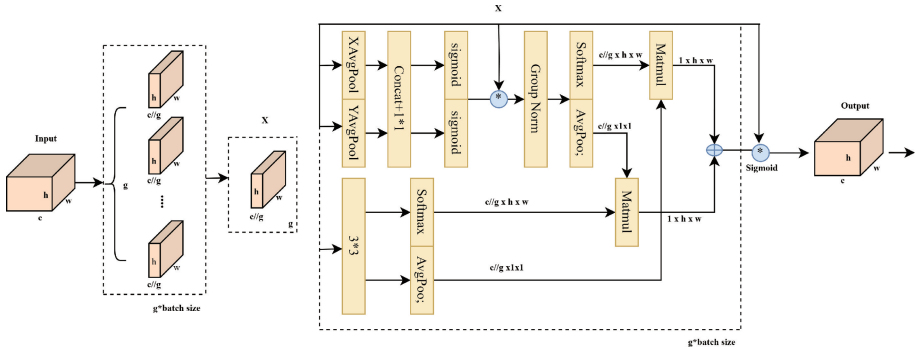 Input
h
w
c
g
h
w
c//g
h
w
c//g
h
w
c//g
g*batch size
X
h
c//g
g
X
XAvgPool
YAvgPool
Concat+1*1
sigmoid
sigmoid
*
Group Norm
Softmax
AvgPoo;
c//g x h x w
c//g x1x1
Matmul
1 x h x w
Matmul
1 x h x w
3*3
Softmax
AvgPoo;
c//g x h x w
c//g x1x1
*
Sigmoid
g*batch size
Output
h
w
c